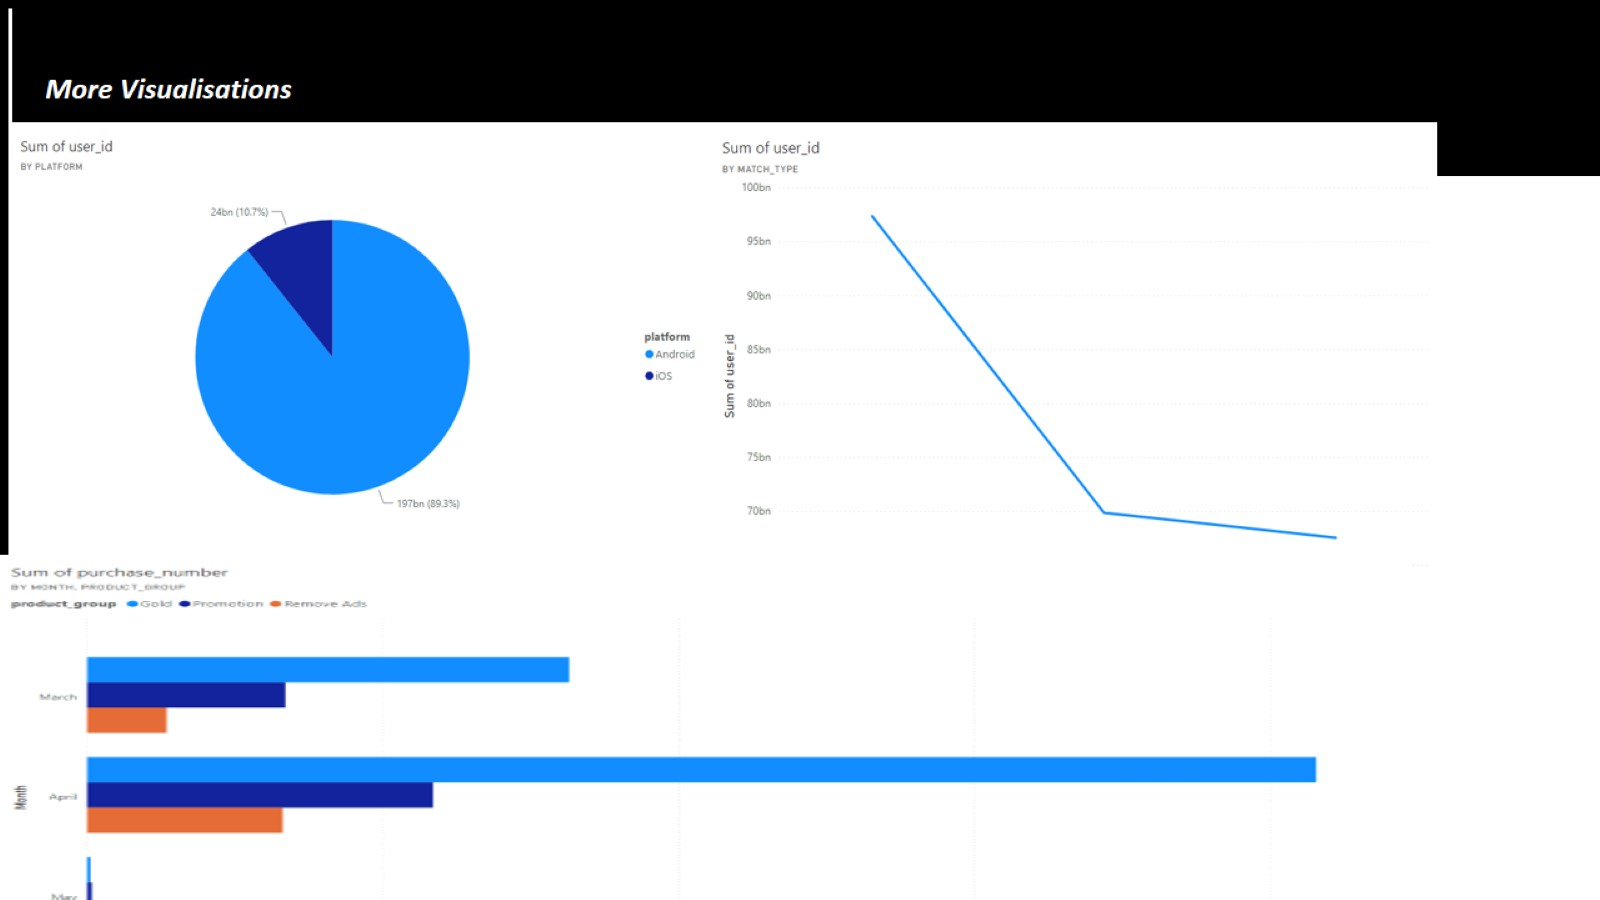 More Visualisations
Sum of user_id
BY PLATFORM
24bn (10.7%)
197bn (89.3%)
platform
Android
iOS
Sum of user_id
BY MATCH_TYPE
100bn
95bn
90bn
85bn
80bn
75bn
70bn
Sum of user_id
Sum of purchase_number
BY MONTH, PRODUCT_GROUP
product_group Gold Promotion Remove Ads
March
April
May
Month